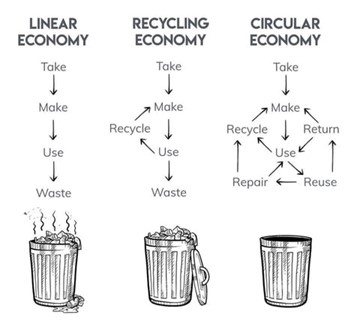 LINEAR
ECONOMY
Take
Make
Use
Waste
RECYCLING
ECONOMY
Take
Make
Recycle
Use
Waste
CIRCULAR
ECONOMY
Take
Make
Recycle
Return
Use
Repair
Reuse